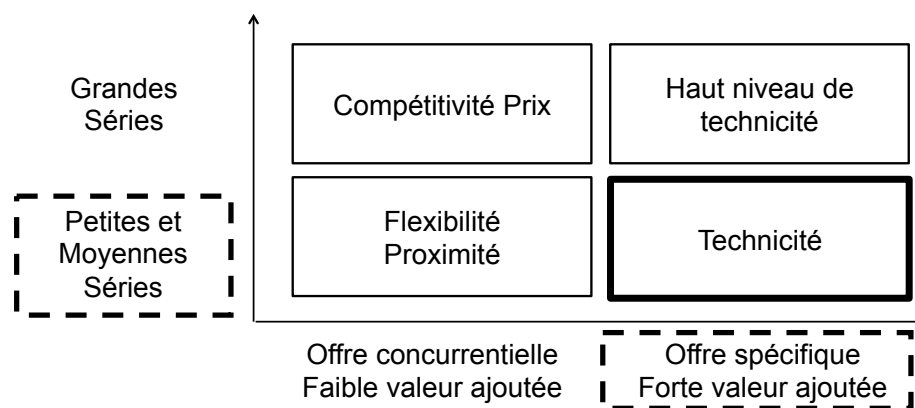 Grandes
Séries
Compétitivité Prix
Haut niveau de
technicité
Petites et
Moyennes
Séries
Flexibilité
Proximité
Technicité
Offre concurrentielle
Faible valeur ajoutée
Offre spécifique
Forte valeur ajoutée